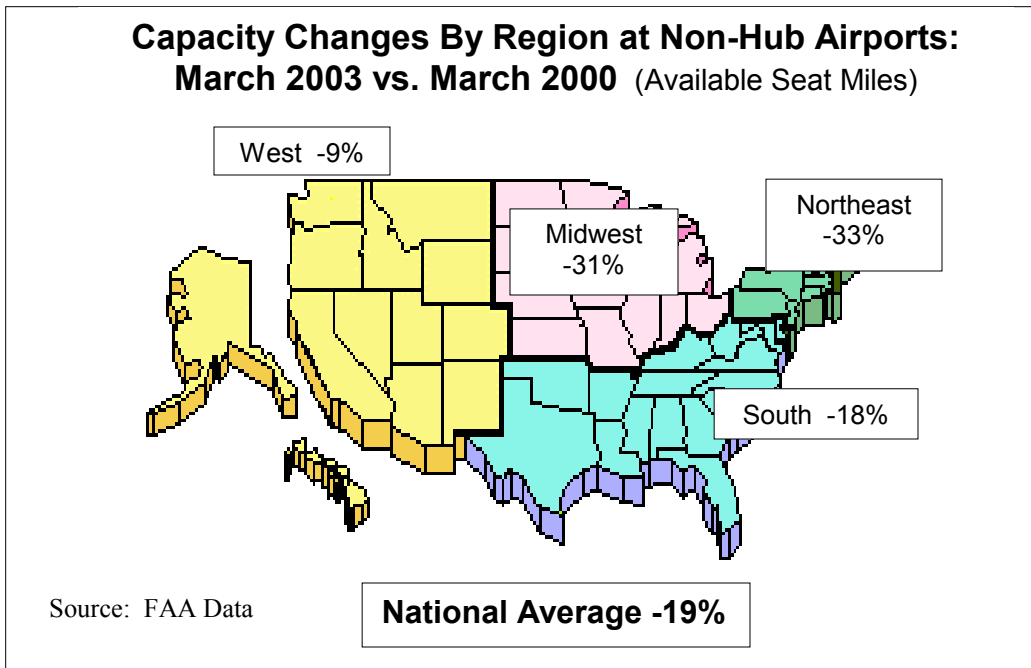 Capacity Changes By Region at Non-Hub Airports:
March 2003 vs. March 2000 (Available Seat Miles)
West -9%
Northeast
-33%
Midwest
-31%
South -18%
Source: FAA Data
National Average -19%